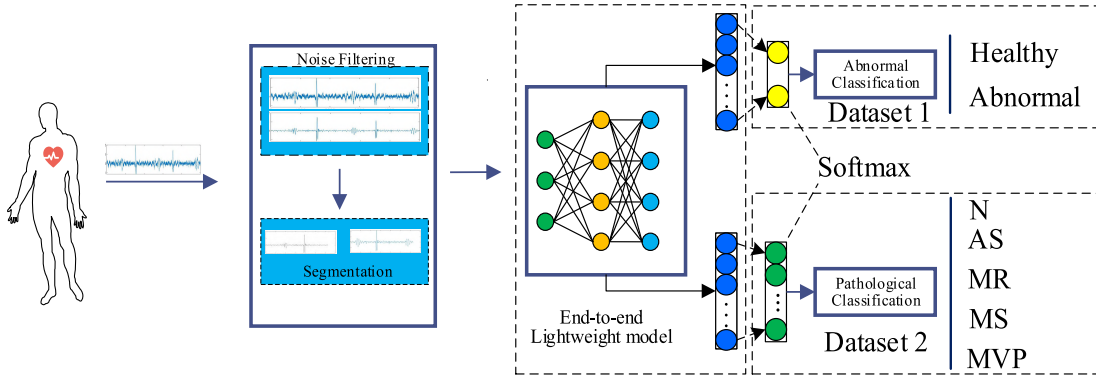 Noise Filtering
Segmentation
End-to-end
Lightweight model
Abnormal
Classification
Dataset 1
Healthy
Abnormal
Softmax
Pathological
Classification
Dataset 2
N
AS
MR
MS
MVP